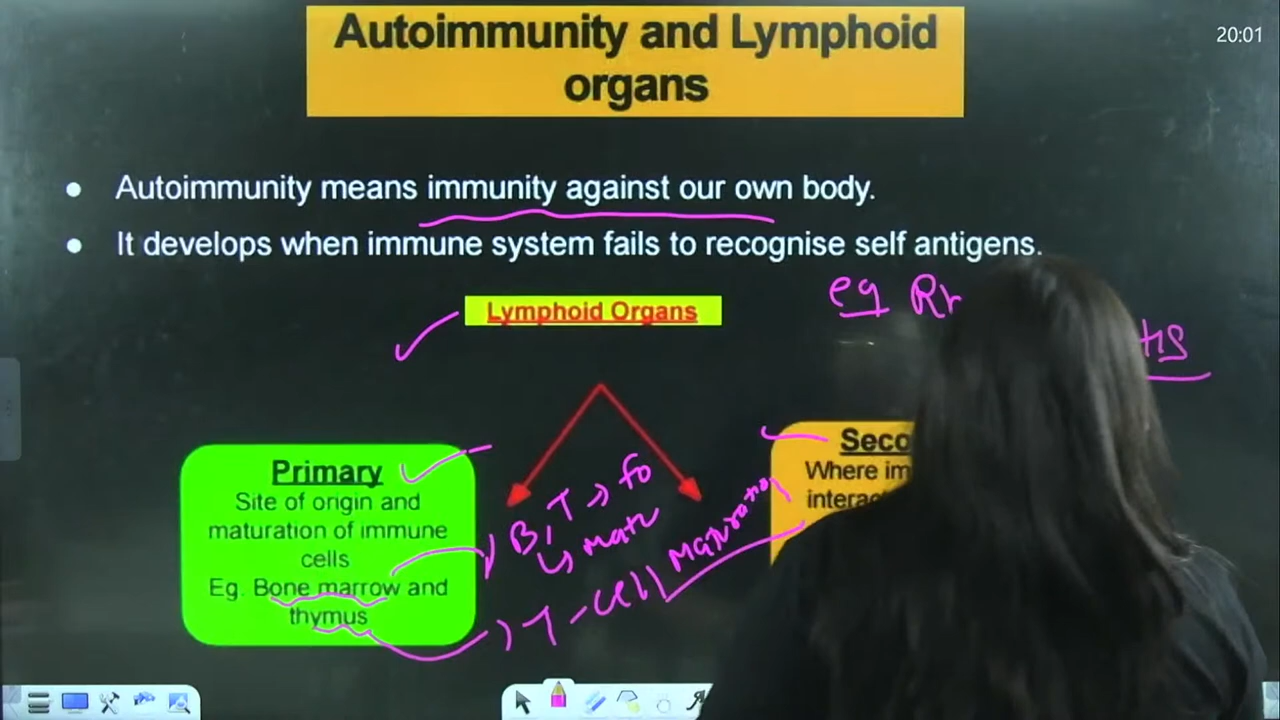 Autoimmunity and Lymphoid
organs
20:01
● Autoimmunity means immunity against our own body.
● It develops when immune system fails to recognise self antigens.
eg
Lymphoid Organs
Primary
Site of origin and
maturation of immune
cells
Eg. Bone marrow and
thymus
B, T → fo
↳ matu
T-cell Maturation
Seco
Where im
interac